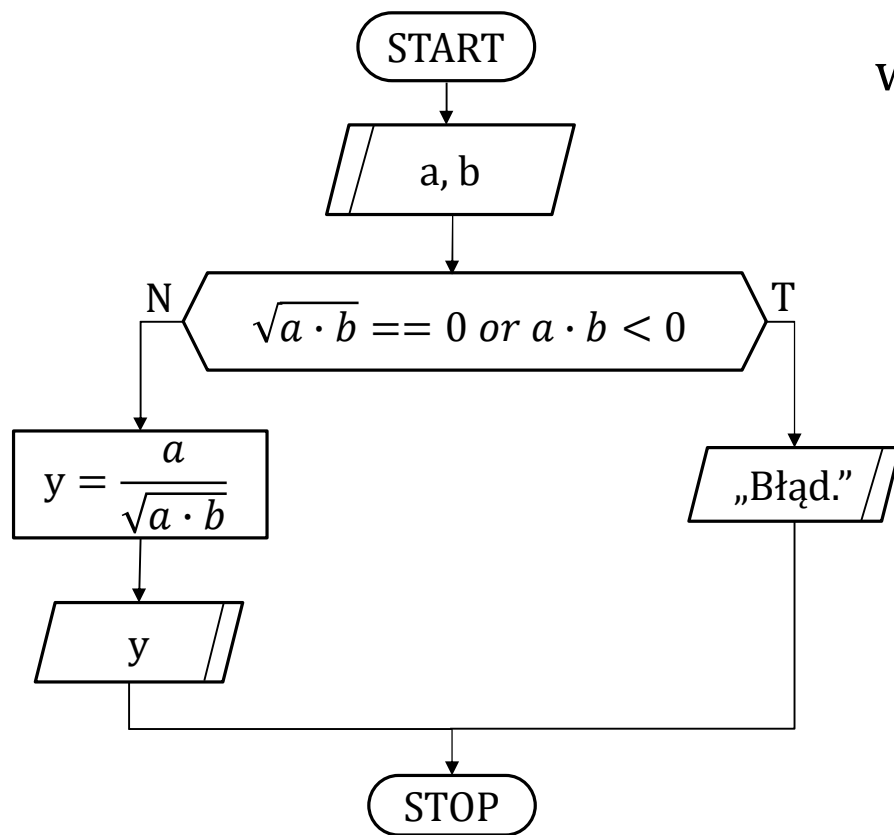 START
v
a, b
N
T
√(a · b) == 0 or a · b < 0
y = a / √(a · b)
„Błąd.”
y
STOP